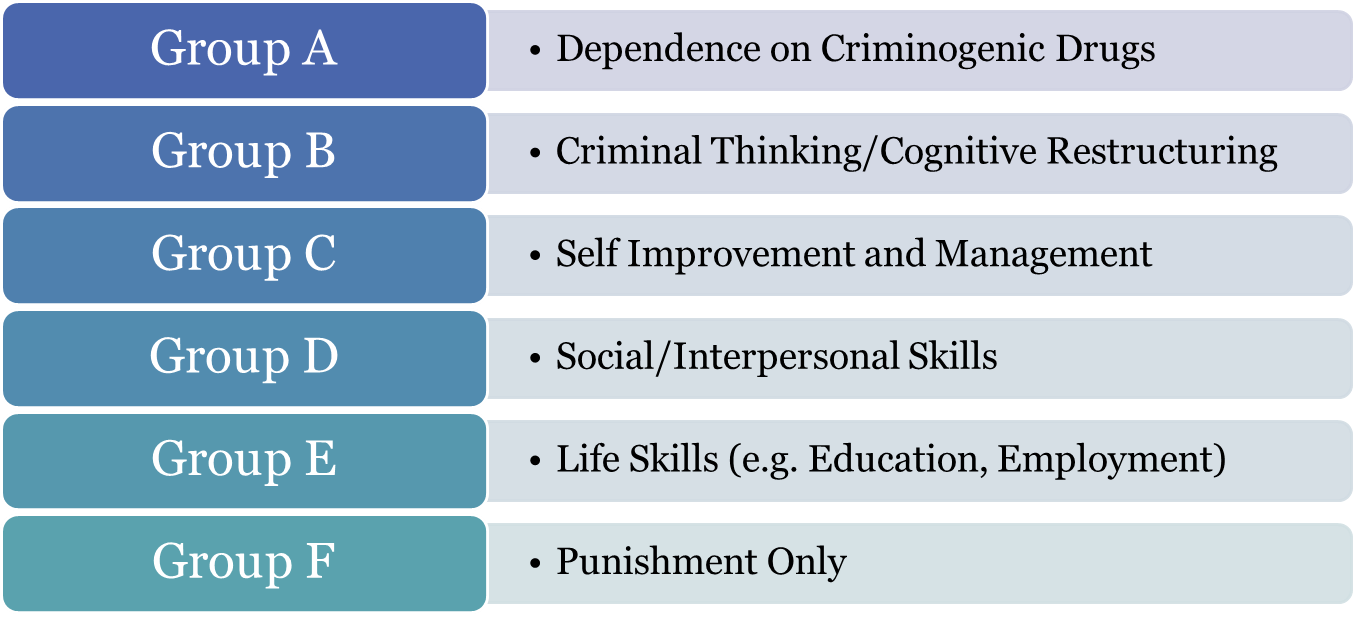 Group A
• Dependence on Criminogenic Drugs
Group B
• Criminal Thinking/Cognitive Restructuring
Group C
• Self Improvement and Management
Group D
• Social/Interpersonal Skills
Group E
• Life Skills (e.g. Education, Employment)
Group F
• Punishment Only